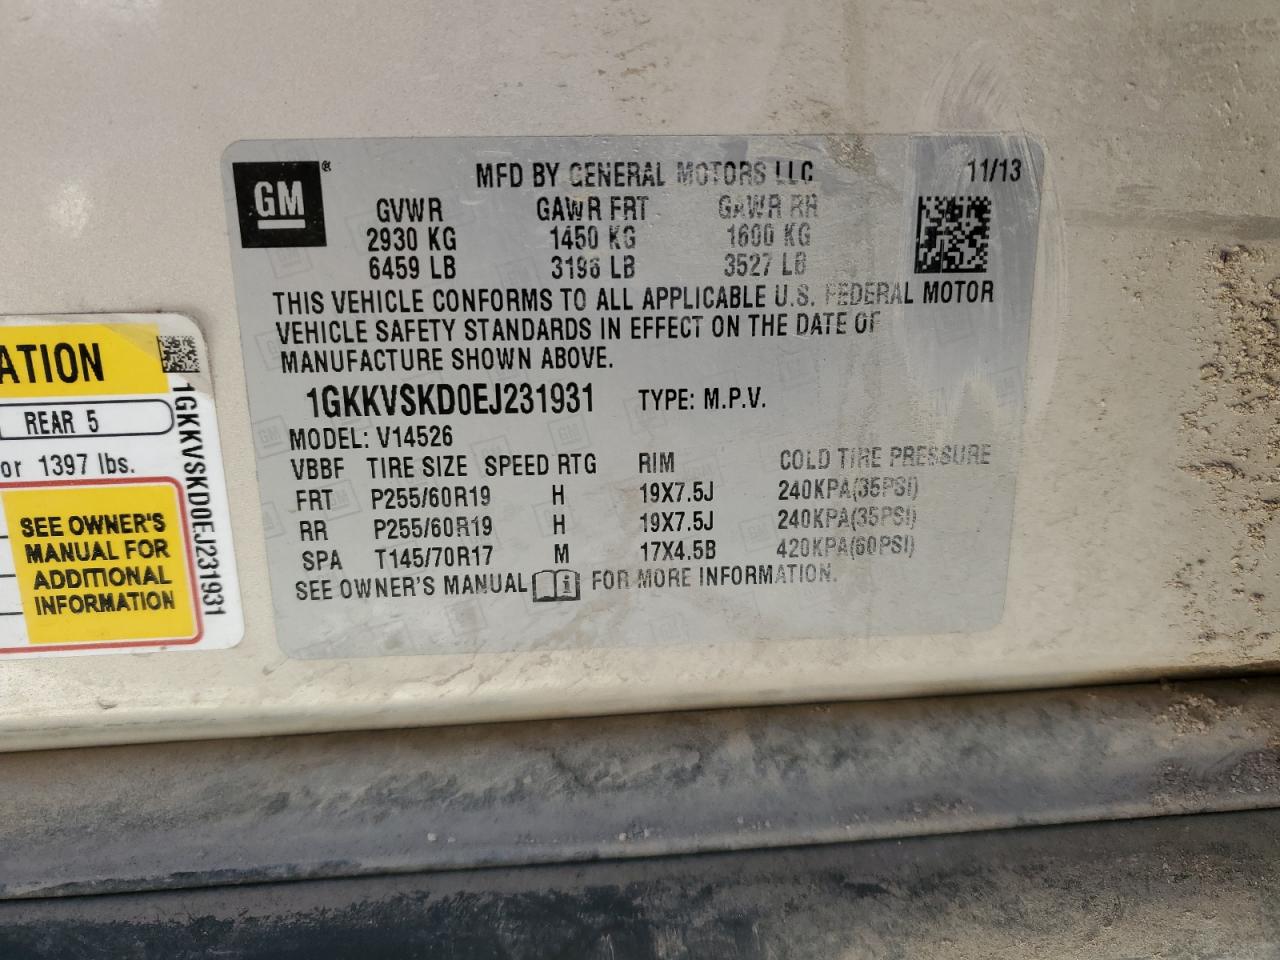 GM ®
MFD BY GENERAL MOTORS LLC 11/13
GVWR GAWR FRT GAWR RR
2930 KG 1450 KG 1600 KG
6459 LB 3196 LB 3527 LB
THIS VEHICLE CONFORMS TO ALL APPLICABLE U.S. FEDERAL MOTOR
VEHICLE SAFETY STANDARDS IN EFFECT ON THE DATE OF
MANUFACTURE SHOWN ABOVE.
1GKKVSKD0EJ231931 TYPE: M.P.V.
MODEL: V14526
VBBF TIRE SIZE SPEED RTG RIM COLD TIRE PRESSURE
FRT P255/60R19 H 19X7.5J 240KPA(35PSI)
RR P255/60R19 H 19X7.5J 240KPA(35PSI)
SPA T145/70R17 M 17X4.5B 420KPA(60PSI)
SEE OWNER'S MANUAL i FOR MORE INFORMATION.
ATION
REAR 5
or 1397 lbs.
SEE OWNER'S
MANUAL FOR
ADDITIONAL
INFORMATION
1GKKVSKD0EJ231931